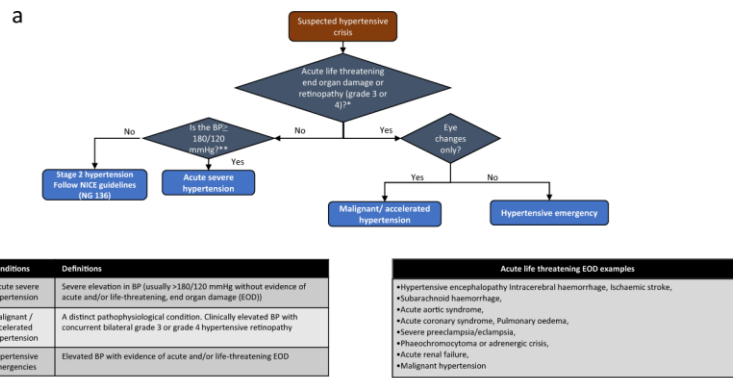 a
Suspected hypertensive
crisis
Acute life threatening
end organ damage or
retinopathy (grade 3 or
4)?*
No
Yes
No
Is the BP≥
180/120
mmHg?**
Yes
Eye
changes
only?
Stage 2 hypertension
Follow NICE guidelines
(NG 136)
Acute severe
hypertension
Yes
No
Malignant/ accelerated
hypertension
Hypertensive emergency
Definitions
severe
Severe elevation in BP (usually >180/120 mmHg without evidence of
acute and/or life-threatening, end organ damage (EOD))
A distinct pathophysiological condition. Clinically elevated BP with
concurrent bilateral grade 3 or grade 4 hypertensive retinopathy
Elevated BP with evidence of acute and/or life-threatening EOD
Acute life threatening EOD examples
•Hypertensive encephalopathy Intracerebral haemorrhage, Ischaemic stroke,
•Subarachnoid haemorrhage,
•Acute aortic syndrome,
•Acute coronary syndrome, Pulmonary oedema,
•Severe preeclampsia/eclampsia,
•Phaeochromocytoma or adrenergic crisis,
•Acute renal failure,
•Malignant hypertension